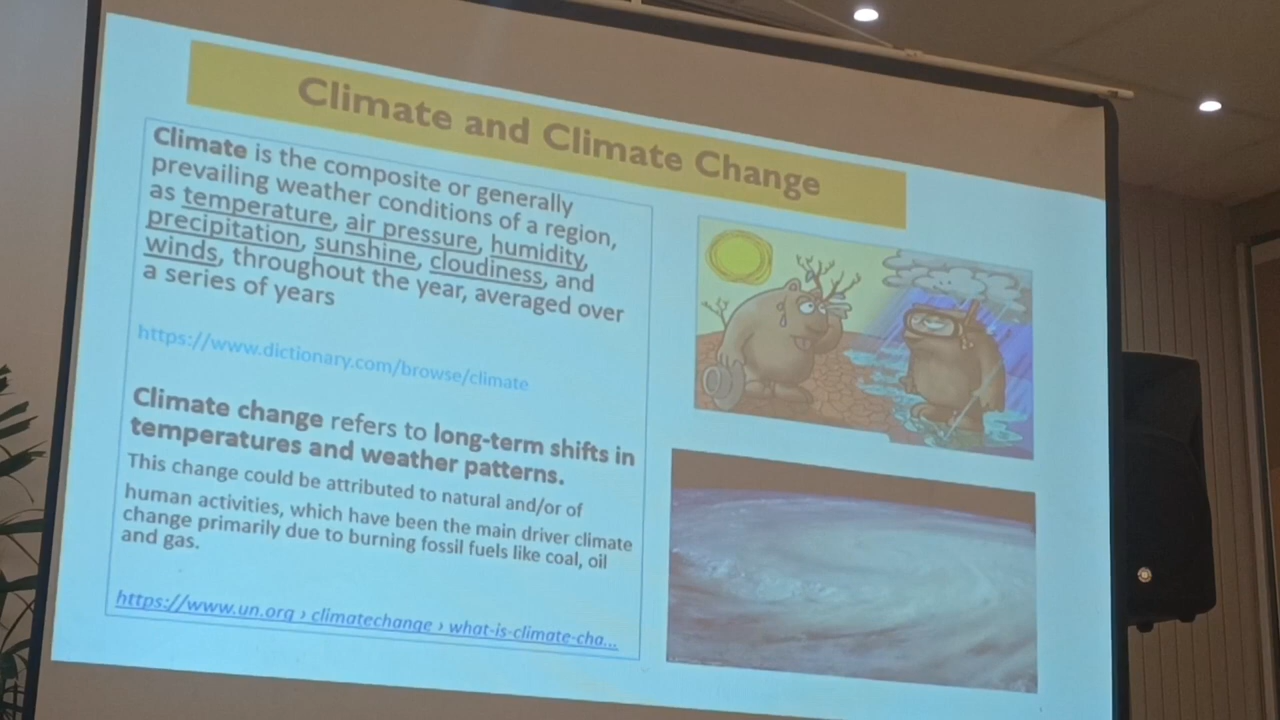 Climate and Climate Change
Climate is the composite or generally
prevailing weather conditions of a region,
as temperature, air pressure, humidity,
precipitation, sunshine, cloudiness, and
winds, throughout the year, averaged over
a series of years
https://www.dictionary.com/browse/climate
Climate change refers to long-term shifts in
temperatures and weather patterns.
This change could be attributed to natural and/or of
human activities, which have been the main driver climate
change primarily due to burning fossil fuels like coal, oil
and gas.
https://www.un.org › climatechange › what-is-climate-cha...